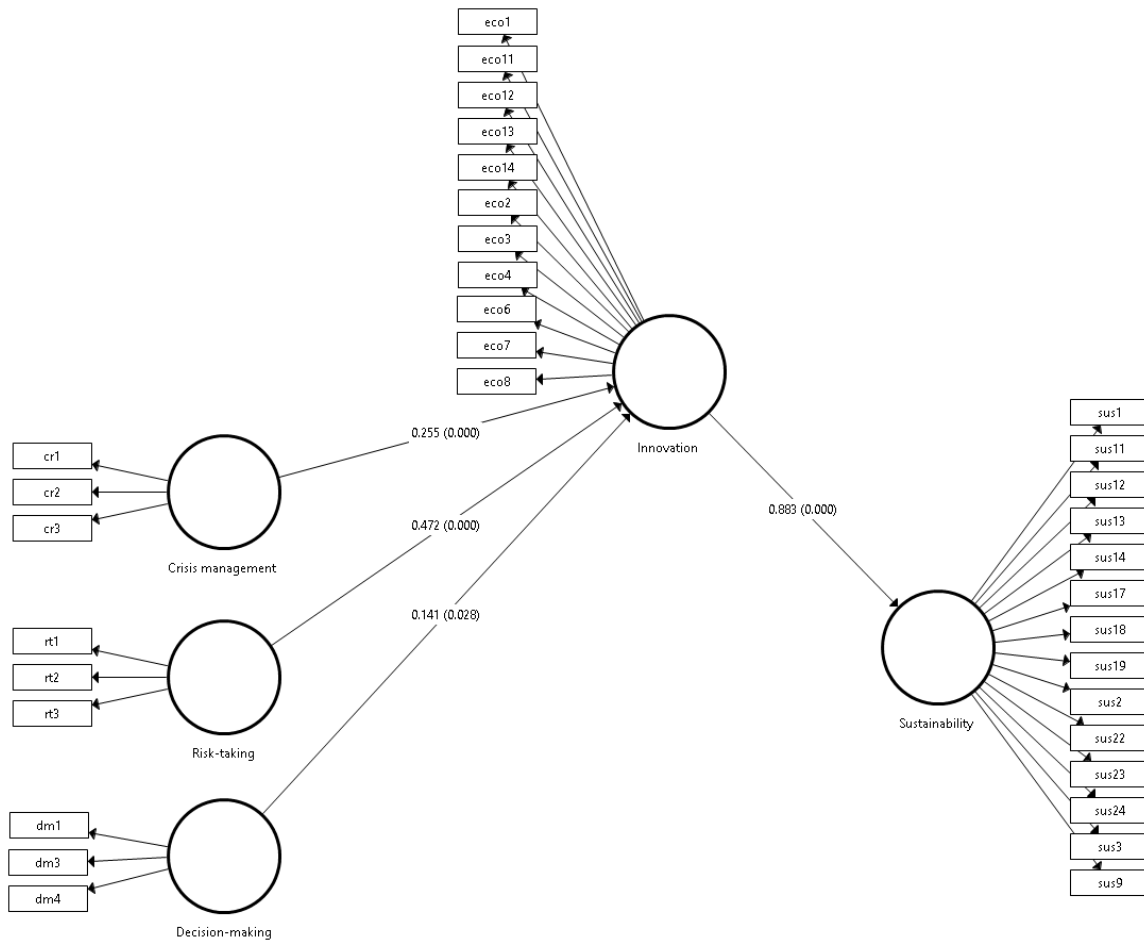 eco1
eco11
eco12
eco13
eco14
eco2
eco3
eco4
eco6
eco7
eco8
Innovation
cr1
cr2
cr3
Crisis management
0.255 (0.000)
rt1
rt2
rt3
Risk-taking
0.472 (0.000)
dm1
dm3
dm4
Decision-making
0.141 (0.028)
0.883 (0.000)
Sustainability
sus1
sus11
sus12
sus13
sus14
sus17
sus18
sus19
sus2
sus22
sus23
sus24
sus3
sus9